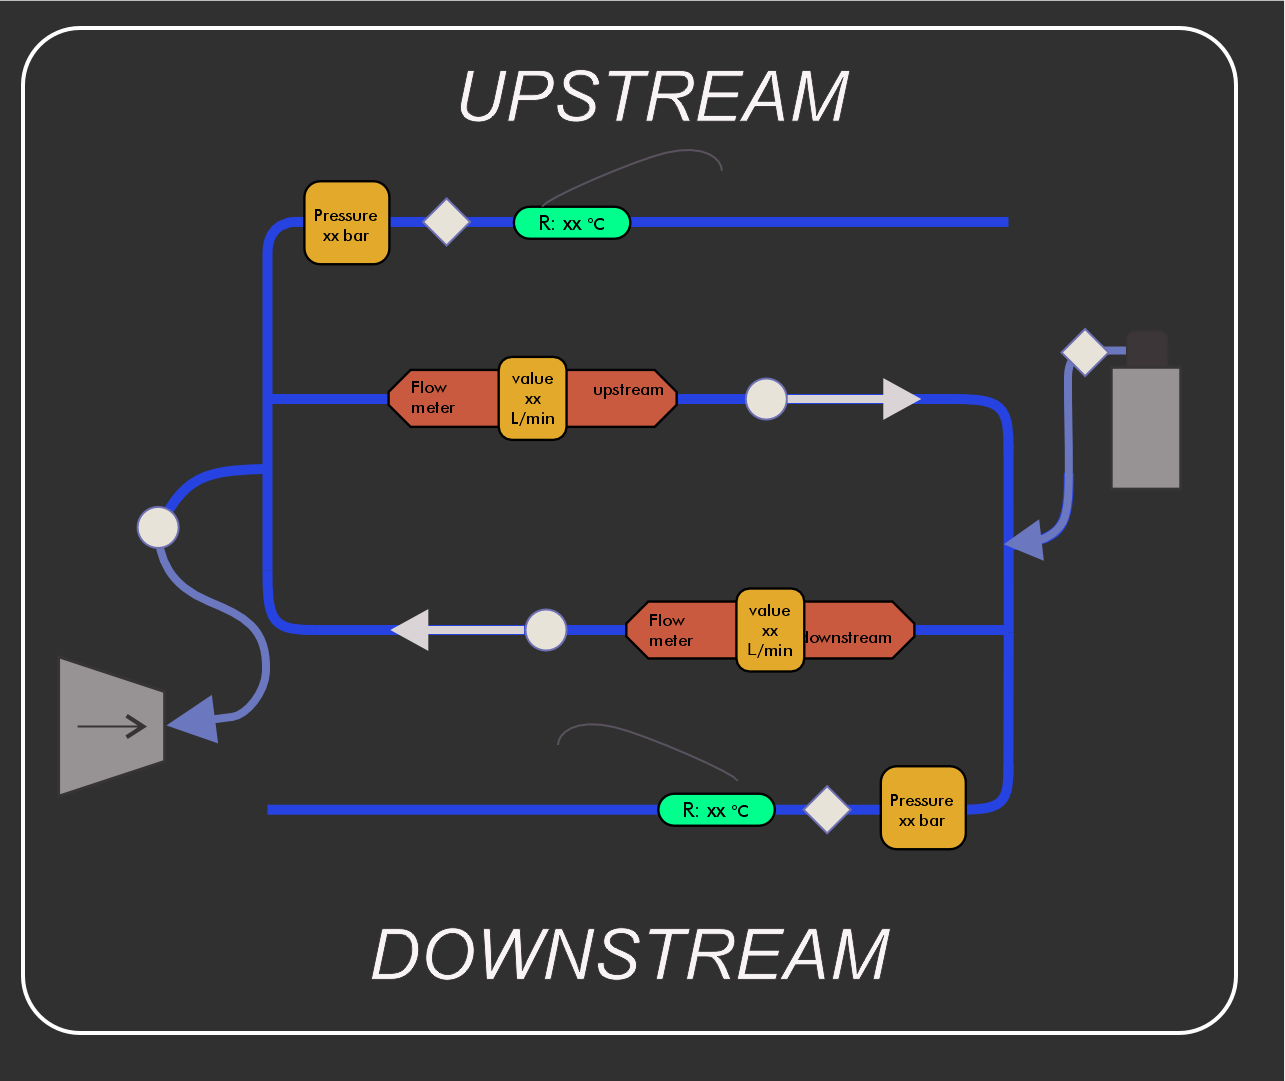 UPSTREAM
Pressure
xx bar
R: xx °C
Flow
meter
value
xx
L/min
upstream
Flow
meter
value
xx
L/min
downstream
R: xx °C
Pressure
xx bar
DOWNSTREAM